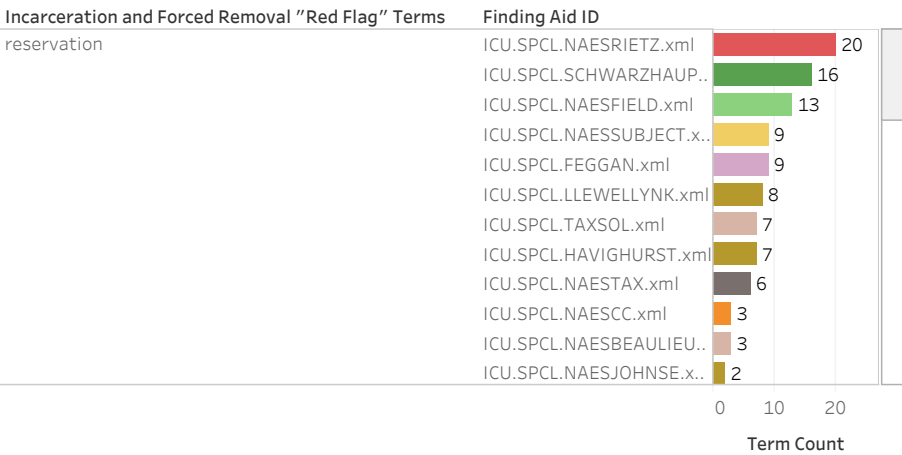 Incarceration and Forced Removal "Red Flag" Terms Finding Aid ID
reservation ICU.SPCL.NAESRIETZ.xml 20
ICU.SPCL.SCHWARZHAUP.. 16
ICU.SPCL.NAESFIELD.xml 13
ICU.SPCL.NAESSUBJECT.x.. 9
ICU.SPCL.FEGGAN.xml 9
ICU.SPCL.LLEWELLYNK.xml 8
ICU.SPCL.TAXSOL.xml 7
ICU.SPCL.HAVIGHURST.xml 7
ICU.SPCL.NAESTAX.xml 6
ICU.SPCL.NAESCC.xml 3
ICU.SPCL.NAESBEAULIEU.. 3
ICU.SPCL.NAESJOHNSE.x.. 2
0 10 20
Term Count